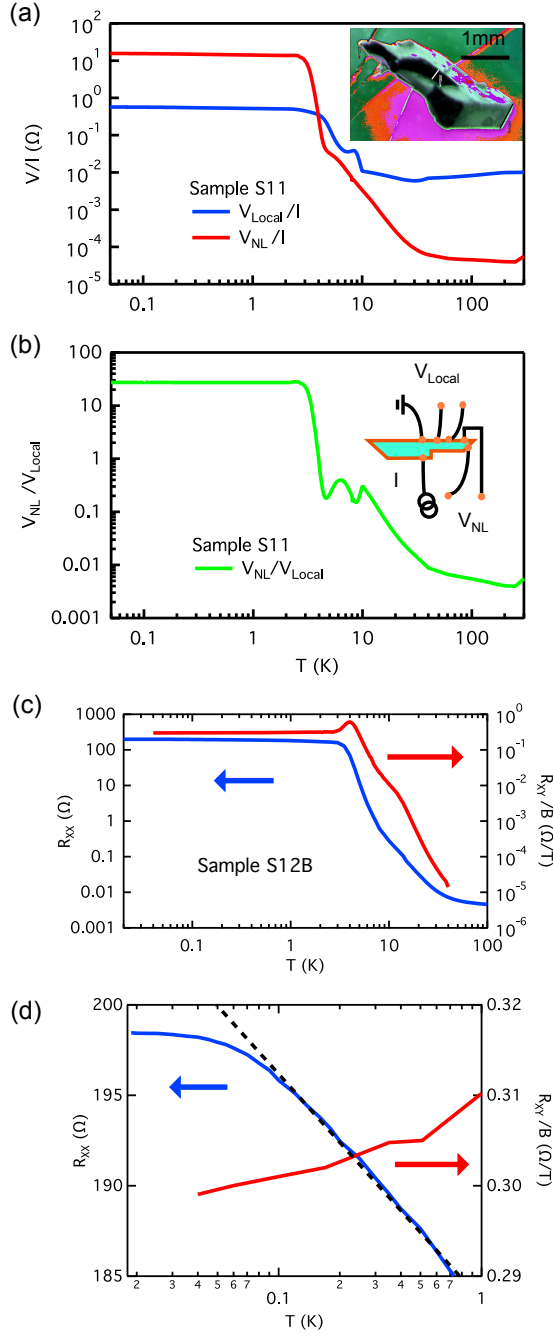 (a)
V/I (Ω)
10²
10¹
10⁰
10⁻¹
10⁻²
10⁻³
10⁻⁴
10⁻⁵
1mm
Sample S11
V_Local/I
V_NL/I
0.1
1
10
100
(b)
V_NL/V_Local
100
10
1
0.1
0.01
0.001
V_Local
I
V_NL
Sample S11
V_NL/V_Local
0.1
1
10
100
T (K)
(c)
R_XX (Ω)
1000
100
10
1
0.1
0.01
0.001
Sample S12B
10⁰
10⁻¹
10⁻²
10⁻³
10⁻⁴
10⁻⁵
10⁻⁶
R_XY/B (Ω/T)
0.1
1
10
100
T (K)
(d)
R_XX (Ω)
200
195
190
185
0.32
0.31
0.30
0.29
R_XY/B (Ω/T)
2 3 4 5 6 7 0.1 2 3 4 5 6 7 1
T (K)